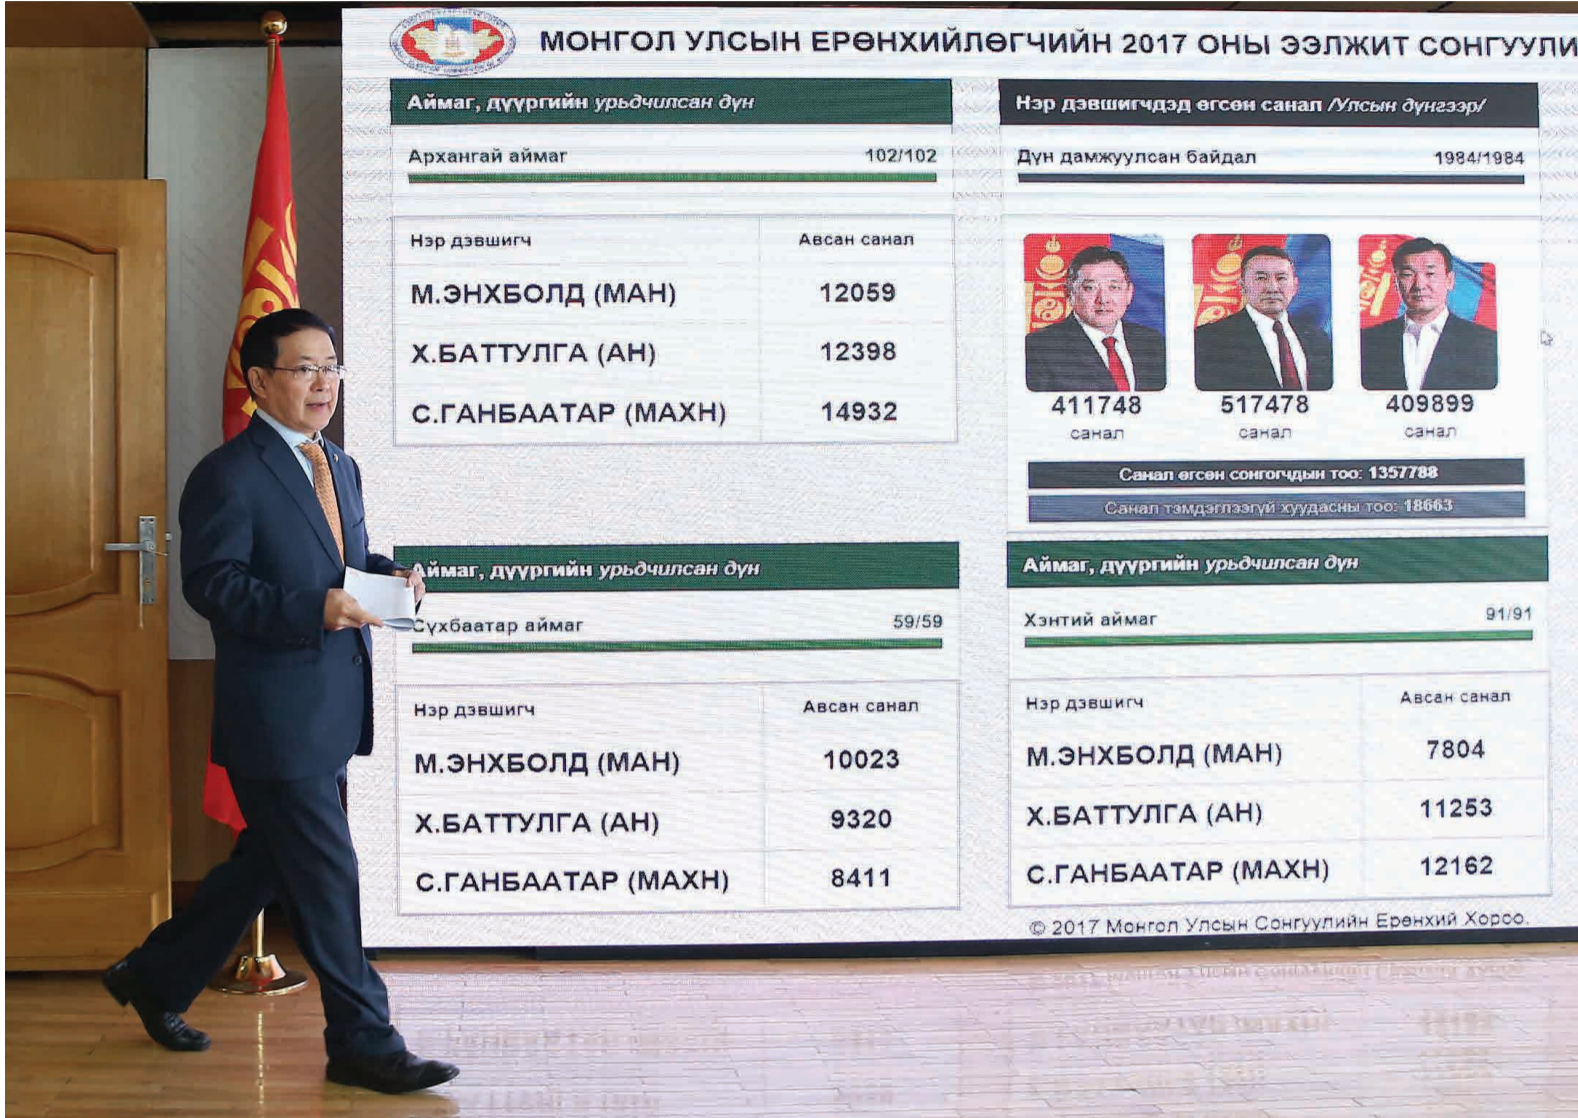 МОНГОЛ УЛСЫН ЕРӨНХИЙЛӨГЧИЙН 2017 ОНЫ ЭЭЛЖИТ СОНГУУЛИ
Аймаг, дүүргийн урьдчилсан дүн
Архангай аймаг 102/102
Нэр дэвшигч Авсан санал
М.ЭНХБОЛД (МАН) 12059
Х.БАТТУЛГА (АН) 12398
С.ГАНБААТАР (МАХН) 14932
Нэр дэвшигчдэд өгсөн санал /Улсын дүнгээр/
Дүн дамжуулсан байдал 1984/1984
411748 517478 409899
санал санал санал
Санал өгсөн сонгогчдын тоо: 1357788
Санал тэмдэглээгүй хуудасны тоо: 18663
Аймаг, дүүргийн урьдчилсан дүн
Сүхбаатар аймаг 59/59
Нэр дэвшигч Авсан санал
М.ЭНХБОЛД (МАН) 10023
Х.БАТТУЛГА (АН) 9320
С.ГАНБААТАР (МАХН) 8411
Аймаг, дүүргийн урьдчилсан дүн
Хэнтий аймаг 91/91
Нэр дэвшигч Авсан санал
М.ЭНХБОЛД (МАН) 7804
Х.БАТТУЛГА (АН) 11253
С.ГАНБААТАР (МАХН) 12162
© 2017 Монгол Улсын Сонгуулийн Ерөнхий Хороо.